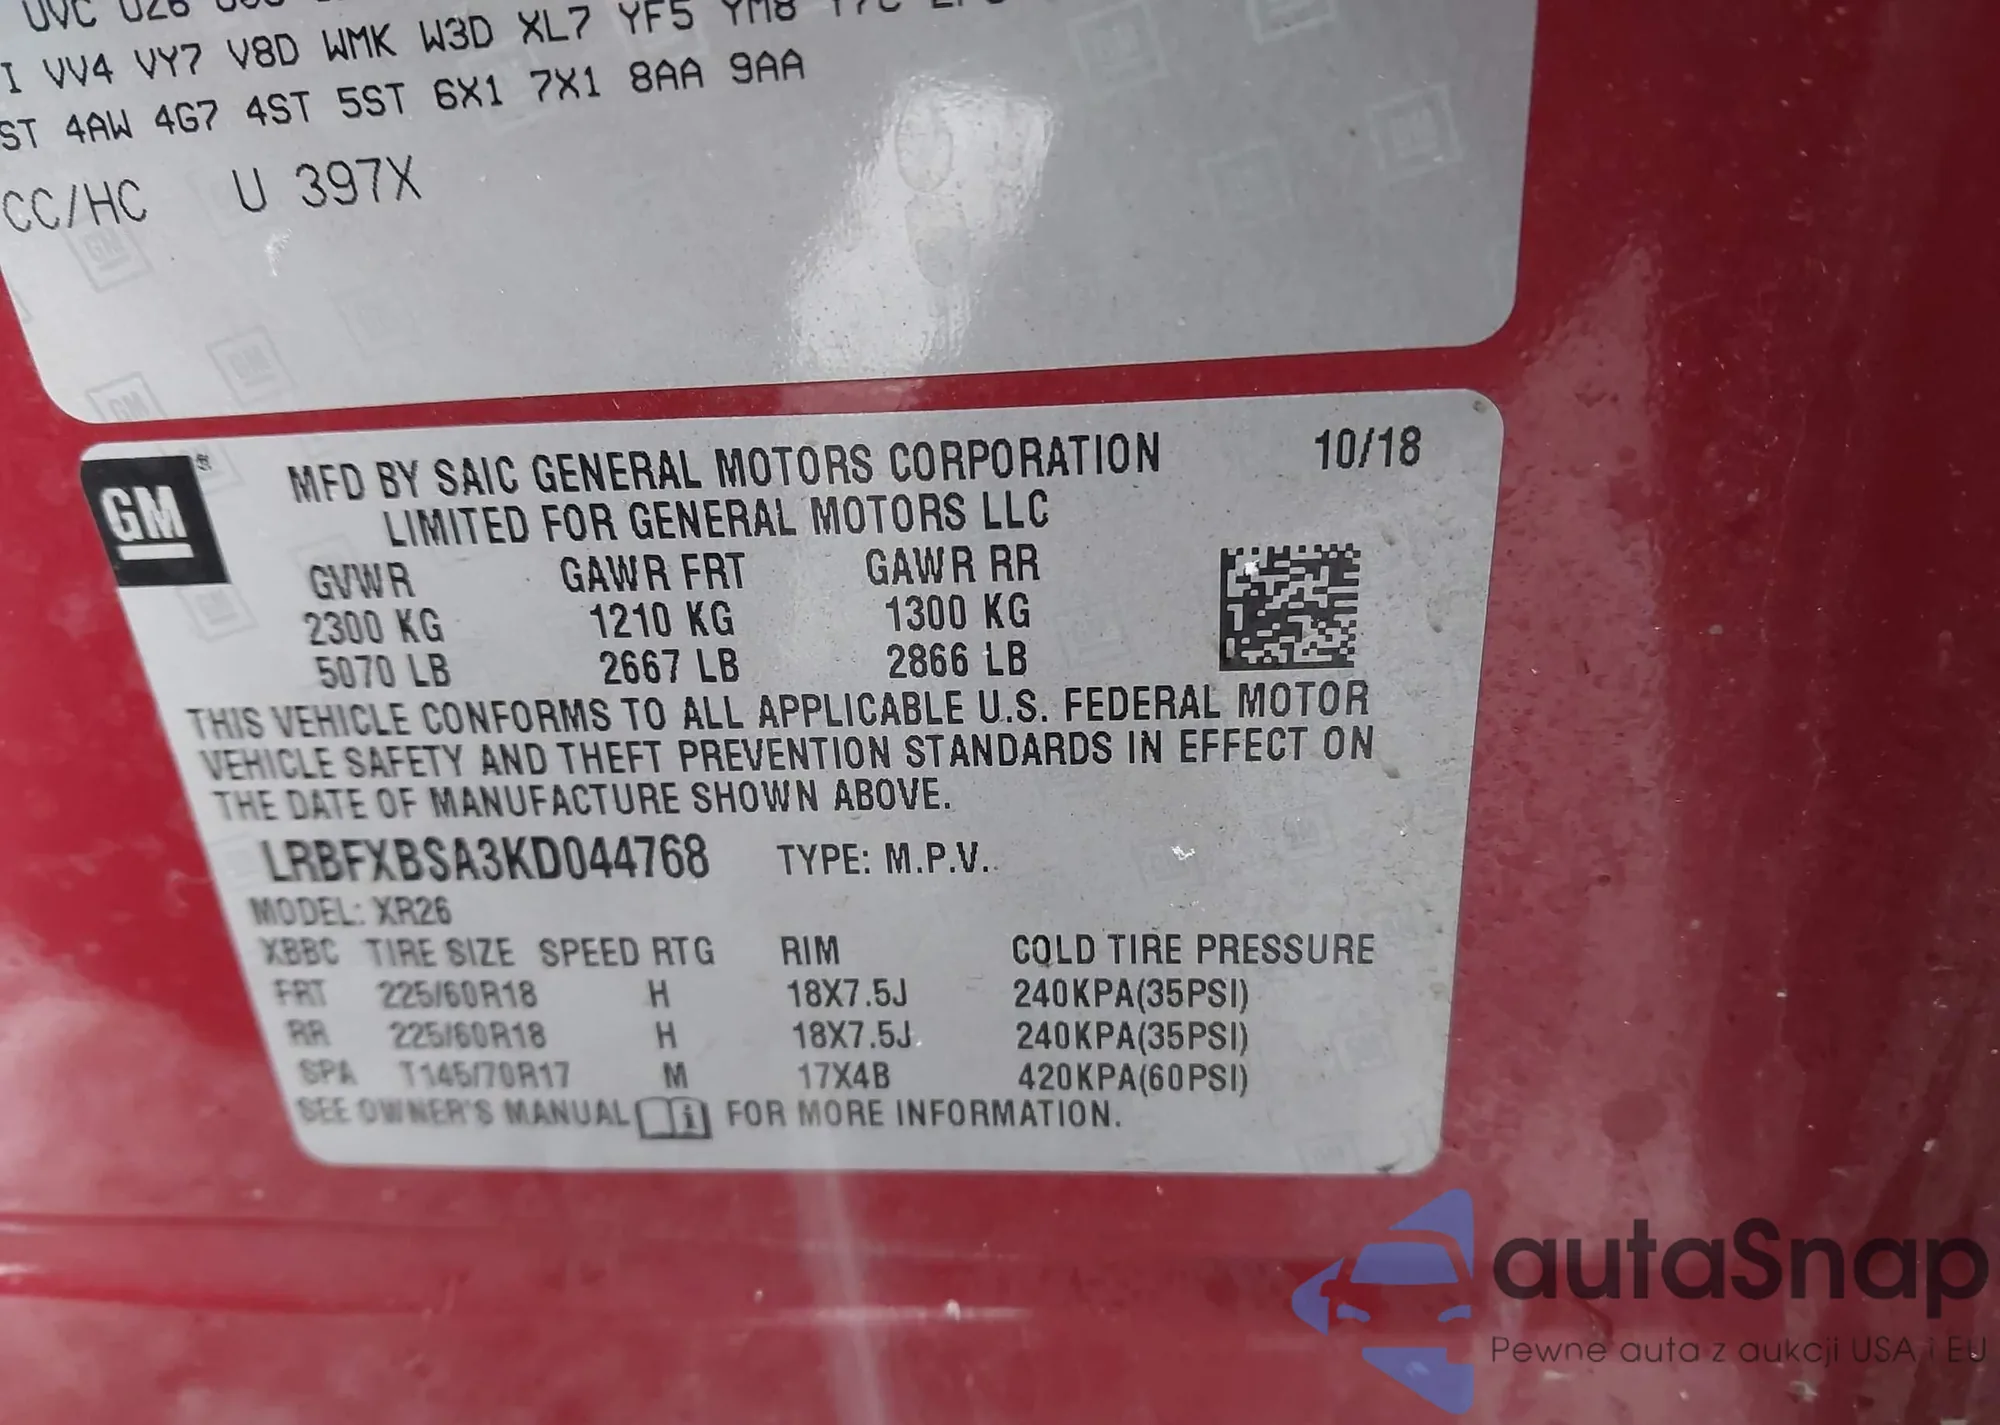 UVC
I VV4 VY7 V8D WMK W3D XL7 YF5 YM8
ST 4AW 4G7 4ST 5ST 6X1 7X1 8AA 9AA
CC/HC U 397X
GM
MFD BY SAIC GENERAL MOTORS CORPORATION 10/18
LIMITED FOR GENERAL MOTORS LLC
GVWR GAWR FRT GAWR RR
2300 KG 1210 KG 1300 KG
5070 LB 2667 LB 2866 LB
THIS VEHICLE CONFORMS TO ALL APPLICABLE U.S. FEDERAL MOTOR
VEHICLE SAFETY AND THEFT PREVENTION STANDARDS IN EFFECT ON
THE DATE OF MANUFACTURE SHOWN ABOVE.
LRBFXBSA3KD044768 TYPE: M.P.V.
MODEL: XR26
XBBC TIRE SIZE SPEED RTG RIM COLD TIRE PRESSURE
FRT 225/60R18 H 18X7.5J 240KPA(35PSI)
RR 225/60R18 H 18X7.5J 240KPA(35PSI)
SPA T145/70R17 M 17X4B 420KPA(60PSI)
SEE OWNER'S MANUAL FOR MORE INFORMATION.
autaSnap
Pewne auta z aukcji USA i EU